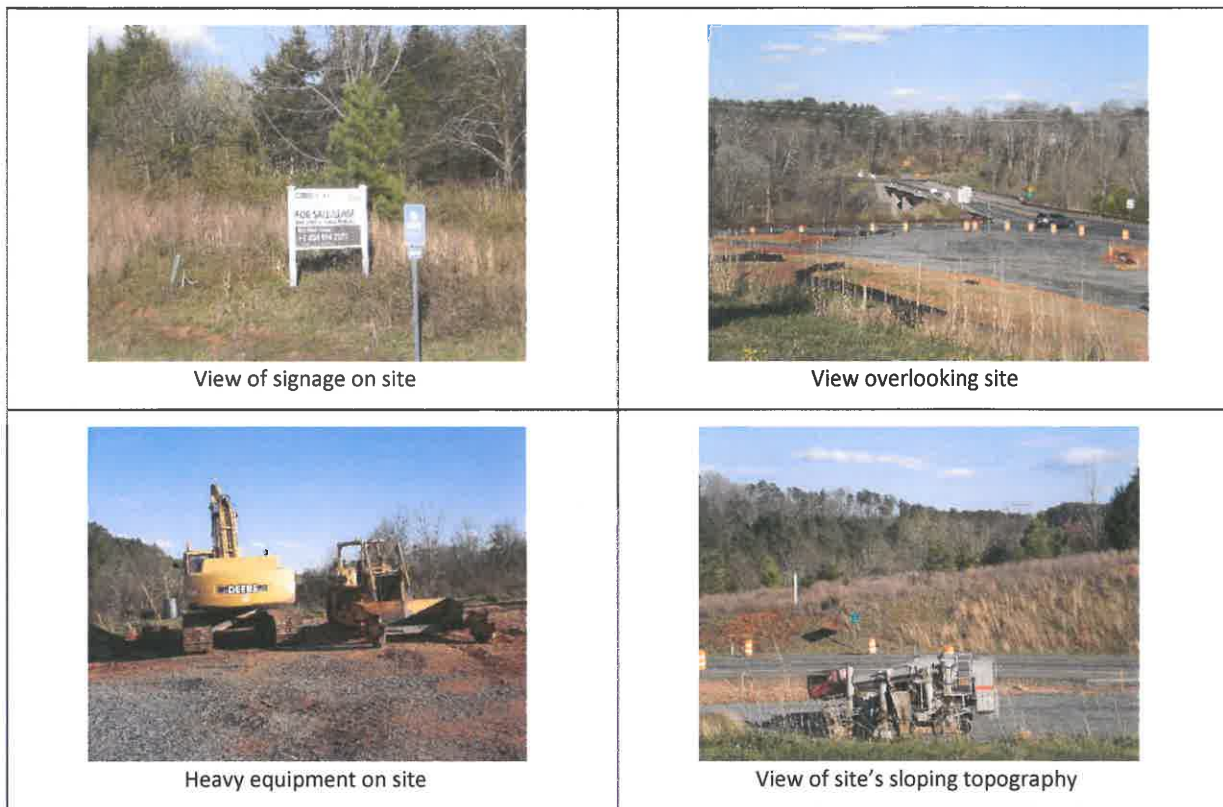 FOR SALE/LEASE
View of signage on site
View overlooking site
DEERE
Heavy equipment on site
View of site's sloping topography